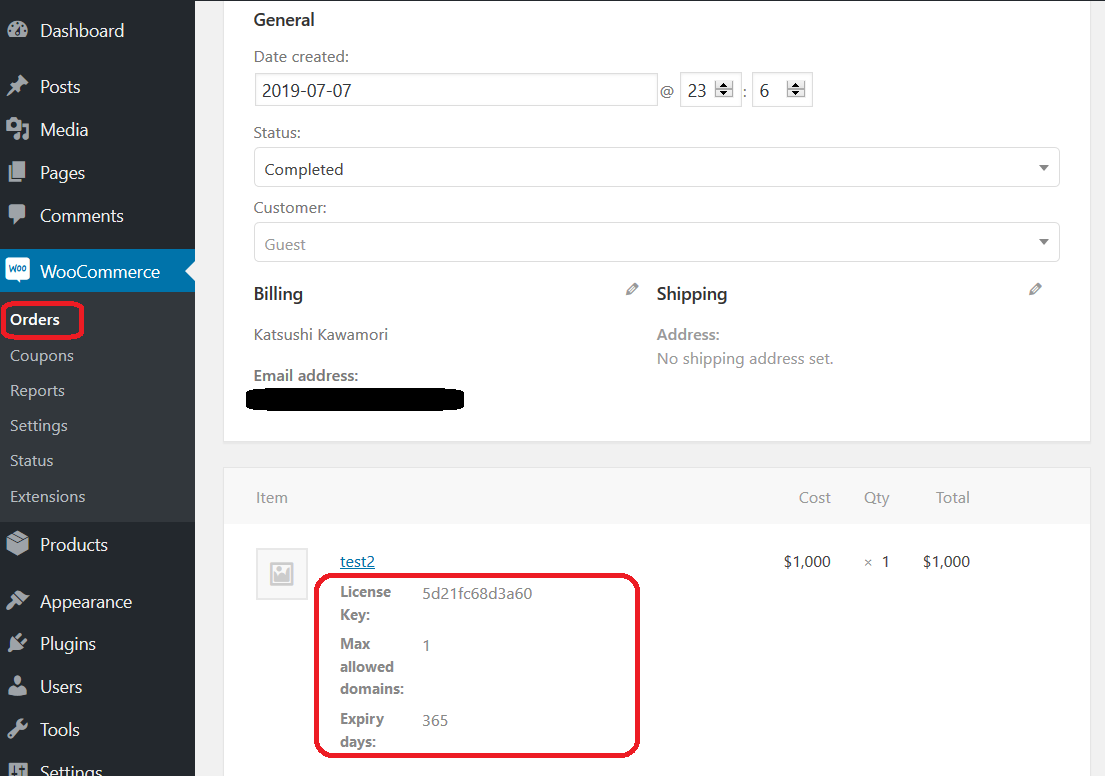 Dashboard
Posts
Media
Pages
Comments
WOO WooCommerce
Orders
Coupons
Reports
Settings
Status
Extensions
Products
Appearance
Plugins
Users
Tools
Settings
General
Date created:
2019-07-07 @ 23 : 6
Status:
Completed
Customer:
Guest
Billing
Katsushi Kawamori
Email address:
Shipping
Address:
No shipping address set.
Item Cost Qty Total
test2 $1,000 × 1 $1,000
License 5d21fc68d3a60
Key:
Max 1
allowed
domains:
Expiry 365
days: